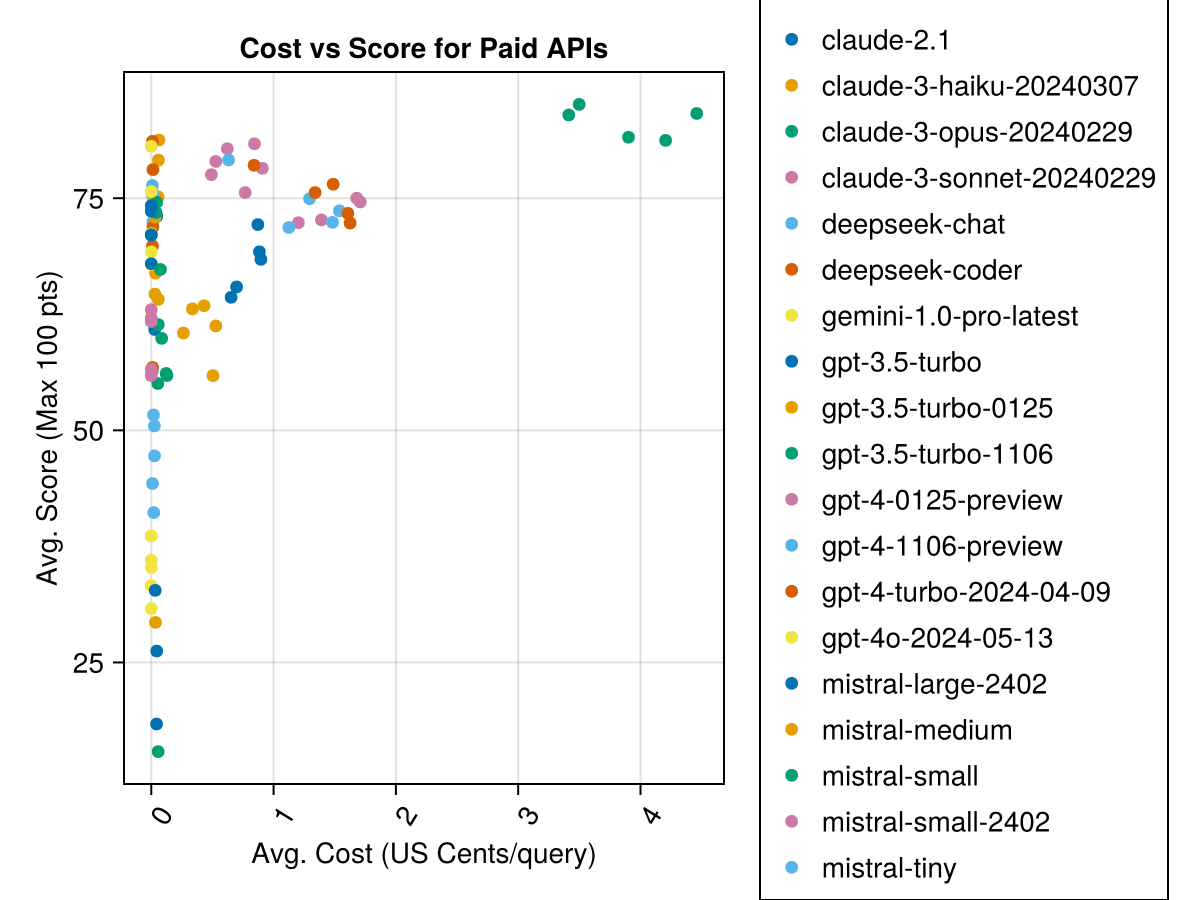 Cost vs Score for Paid APIs
Avg. Score (Max 100 pts)
75
50
25
0
1
2
3
4
Avg. Cost (US Cents/query)
claude-2.1
claude-3-haiku-20240307
claude-3-opus-20240229
claude-3-sonnet-20240229
deepseek-chat
deepseek-coder
gemini-1.0-pro-latest
gpt-3.5-turbo
gpt-3.5-turbo-0125
gpt-3.5-turbo-1106
gpt-4-0125-preview
gpt-4-1106-preview
gpt-4-turbo-2024-04-09
gpt-4o-2024-05-13
mistral-large-2402
mistral-medium
mistral-small
mistral-small-2402
mistral-tiny